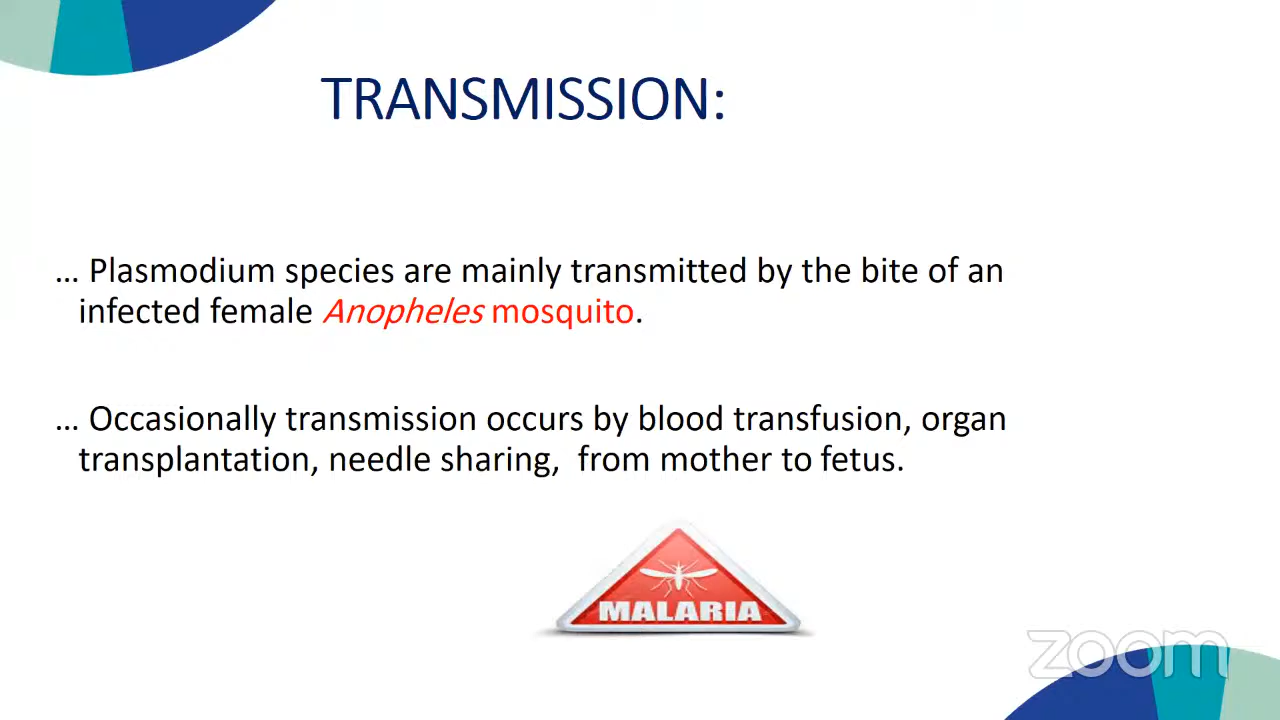 TRANSMISSION:
... Plasmodium species are mainly transmitted by the bite of an
infected female Anopheles mosquito.
... Occasionally transmission occurs by blood transfusion, organ
transplantation, needle sharing,  from mother to fetus.
MALARIA
zoom